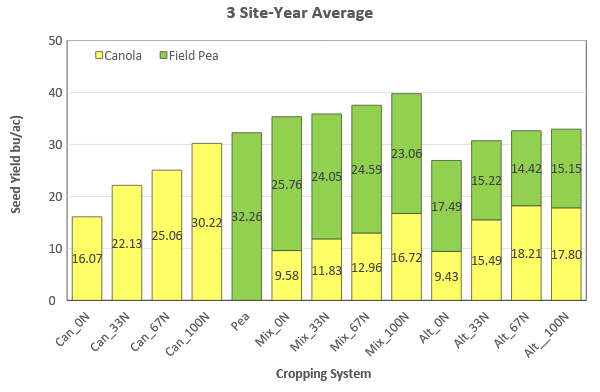 3 Site-Year Average
Seed Yield bu/ac)
50
40
30
20
10
0
Canola
Field Pea
16.07
22.13
25.06
30.22
32.26
25.76
9.58
24.05
11.83
24.59
12.96
23.06
16.72
17.49
9.43
15.22
15.49
14.42
18.21
15.15
17.80
Can_0N
Can_33N
Can_67N
Can_100N
Pea
Mix_0N
Mix_33N
Mix_67N
Mix_100N
Alt_0N
Alt_33N
Alt_67N
Alt__100N
Cropping System